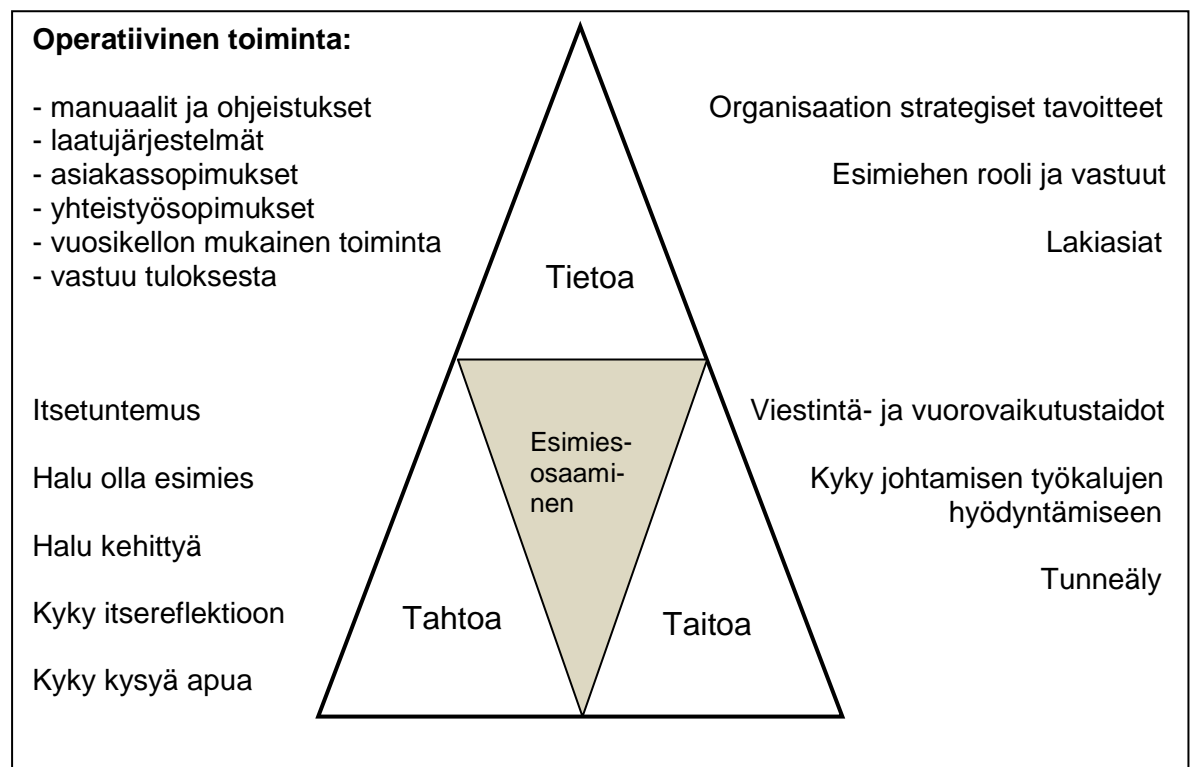 Operatiivinen toiminta:
- manuaalit ja ohjeistukset
- laatujärjestelmät
- asiakassopimukset
- yhteistyösopimukset
- vuosikellon mukainen toiminta
- vastuu tuloksesta
Organisaation strategiset tavoitteet
Esimiehen rooli ja vastuut
Lakiasiat
Tietoa
Itsetuntemus
Halu olla esimies
Halu kehittyä
Kyky itsereflektioon
Kyky kysyä apua
Esimies-
osaami-
nen
Tahtoa
Taitoa
Viestintä- ja vuorovaikutustaidot
Kyky johtamisen työkalujen
hyödyntämiseen
Tunneäly